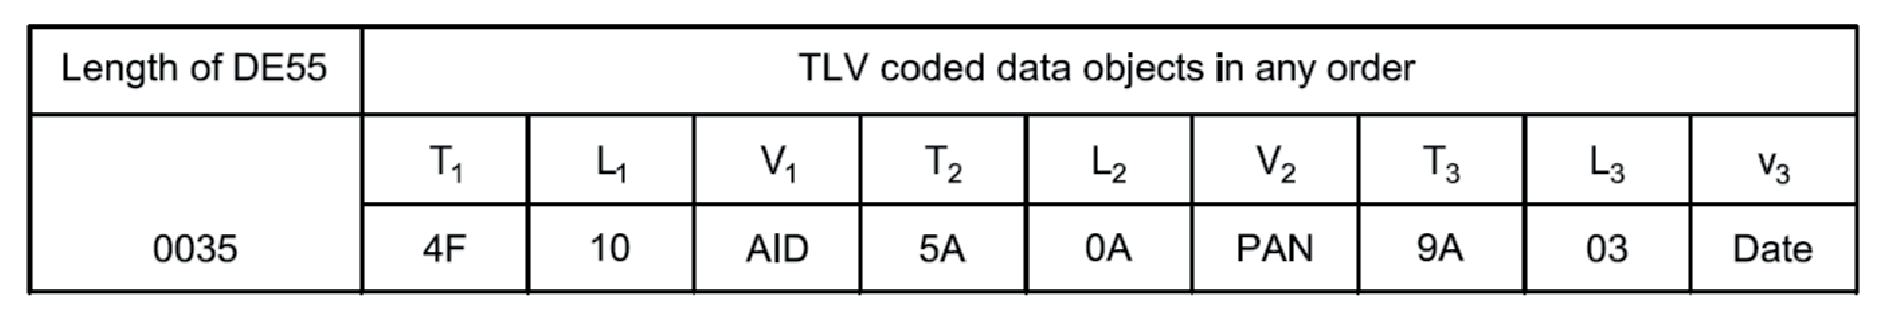 Length of DE55 TLV coded data objects in any order
T1 L1 V1 T2 L2 V2 T3 L3 v3
0035 4F 10 AID 5A 0A PAN 9A 03 Date